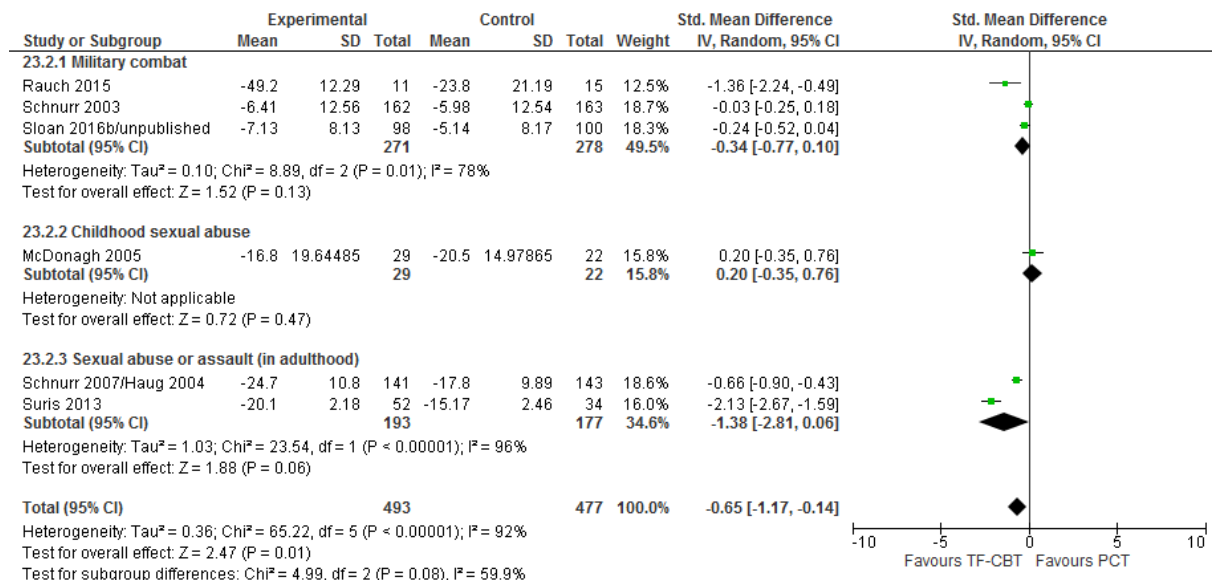 Experimental Control Std. Mean Difference Std. Mean Difference
Study or Subgroup Mean SD Total Mean SD Total Weight IV, Random, 95% CI IV, Random, 95% CI
23.2.1 Military combat
Rauch 2015 -49.2 12.29 11 -23.8 21.19 15 12.5% -1.36 [-2.24, -0.49]
Schnurr 2003 -6.41 12.56 162 -5.98 12.54 163 18.7% -0.03 [-0.25, 0.18]
Sloan 2016b/unpublished -7.13 8.13 98 -5.14 8.17 100 18.3% -0.24 [-0.52, 0.04]
Subtotal (95% CI) 271 278 49.5% -0.34 [-0.77, 0.10]
Heterogeneity: Tau² = 0.10; Chi² = 8.89, df = 2 (P = 0.01); I² = 78%
Test for overall effect: Z = 1.52 (P = 0.13)
23.2.2 Childhood sexual abuse
McDonagh 2005 -16.8 19.64485 29 -20.5 14.97865 22 15.8% 0.20 [-0.35, 0.76]
Subtotal (95% CI) 29 22 15.8% 0.20 [-0.35, 0.76]
Heterogeneity: Not applicable
Test for overall effect: Z = 0.72 (P = 0.47)
23.2.3 Sexual abuse or assault (in adulthood)
Schnurr 2007/Haug 2004 -24.7 10.8 141 -17.8 9.89 143 18.6% -0.66 [-0.90, -0.43]
Suris 2013 -20.1 2.18 52 -15.17 2.46 34 16.0% -2.13 [-2.67, -1.59]
Subtotal (95% CI) 193 177 34.6% -1.38 [-2.81, 0.06]
Heterogeneity: Tau² = 1.03; Chi² = 23.54, df = 1 (P < 0.00001); I² = 96%
Test for overall effect: Z = 1.88 (P = 0.06)
Total (95% CI) 493 477 100.0% -0.65 [-1.17, -0.14]
Heterogeneity: Tau² = 0.36; Chi² = 65.22, df = 5 (P < 0.00001); I² = 92%
Test for overall effect: Z = 2.47 (P = 0.01)
Test for subgroup differences: Chi² = 4.99, df = 2 (P = 0.08), I² = 59.9%
-10 -5 0 5 10
Favours TF-CBT Favours PCT